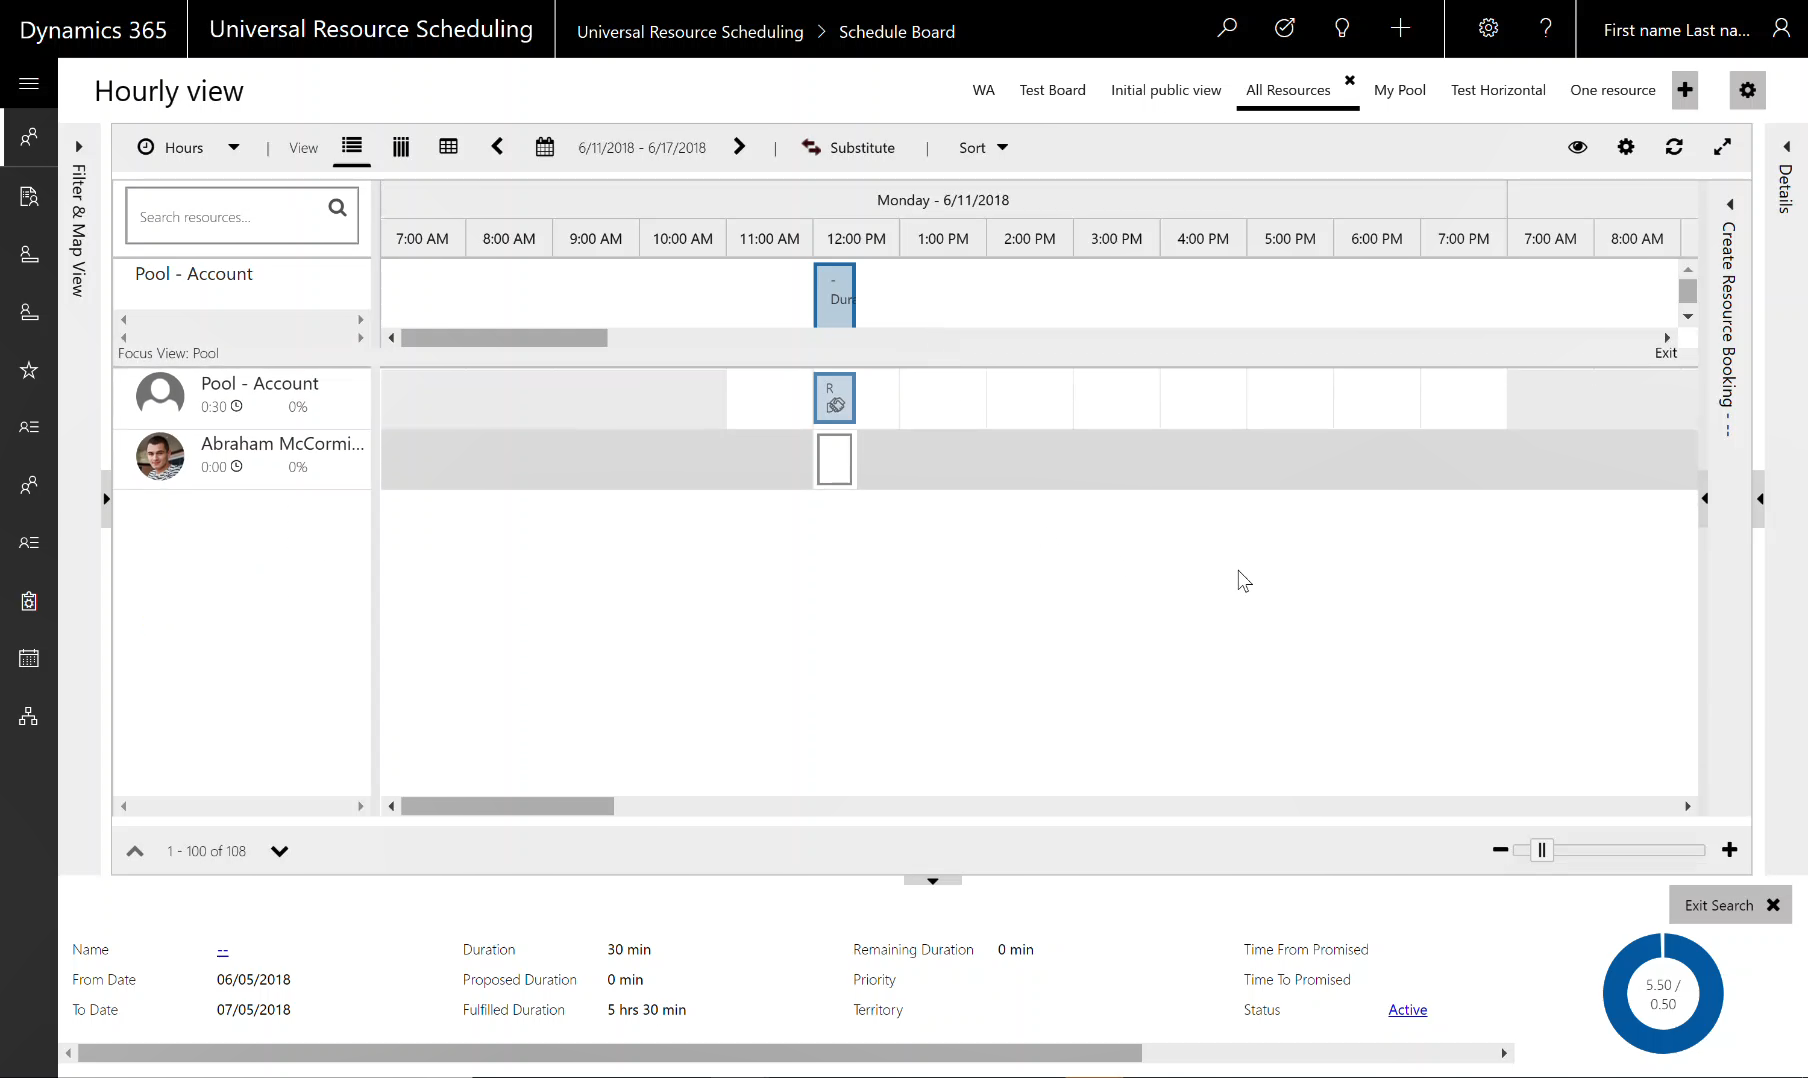 Dynamics 365
Universal Resource Scheduling
Universal Resource Scheduling > Schedule Board
First name Last na...
Hourly view
WA
Test Board
Initial public view
All Resources
My Pool
Test Horizontal
One resource
Filter & Map View
Hours
View
6/11/2018 - 6/17/2018
Substitute
Sort
Details
Create Resource Booking - --
Search resources...
Monday - 6/11/2018
7:00 AM 8:00 AM 9:00 AM 10:00 AM 11:00 AM 12:00 PM 1:00 PM 2:00 PM 3:00 PM 4:00 PM 5:00 PM 6:00 PM 7:00 PM 7:00 AM 8:00 AM
Pool - Account
-
Dur
Focus View: Pool
Exit
Pool - Account
0:30 0%
R
Abraham McCormi...
0:00 0%
1 - 100 of 108
Exit Search
Name --
From Date 06/05/2018
To Date 07/05/2018
Duration 30 min
Proposed Duration 0 min
Fulfilled Duration 5 hrs 30 min
Remaining Duration 0 min
Priority
Territory
Time From Promised
Time To Promised
Status Active
5.50 /
0.50